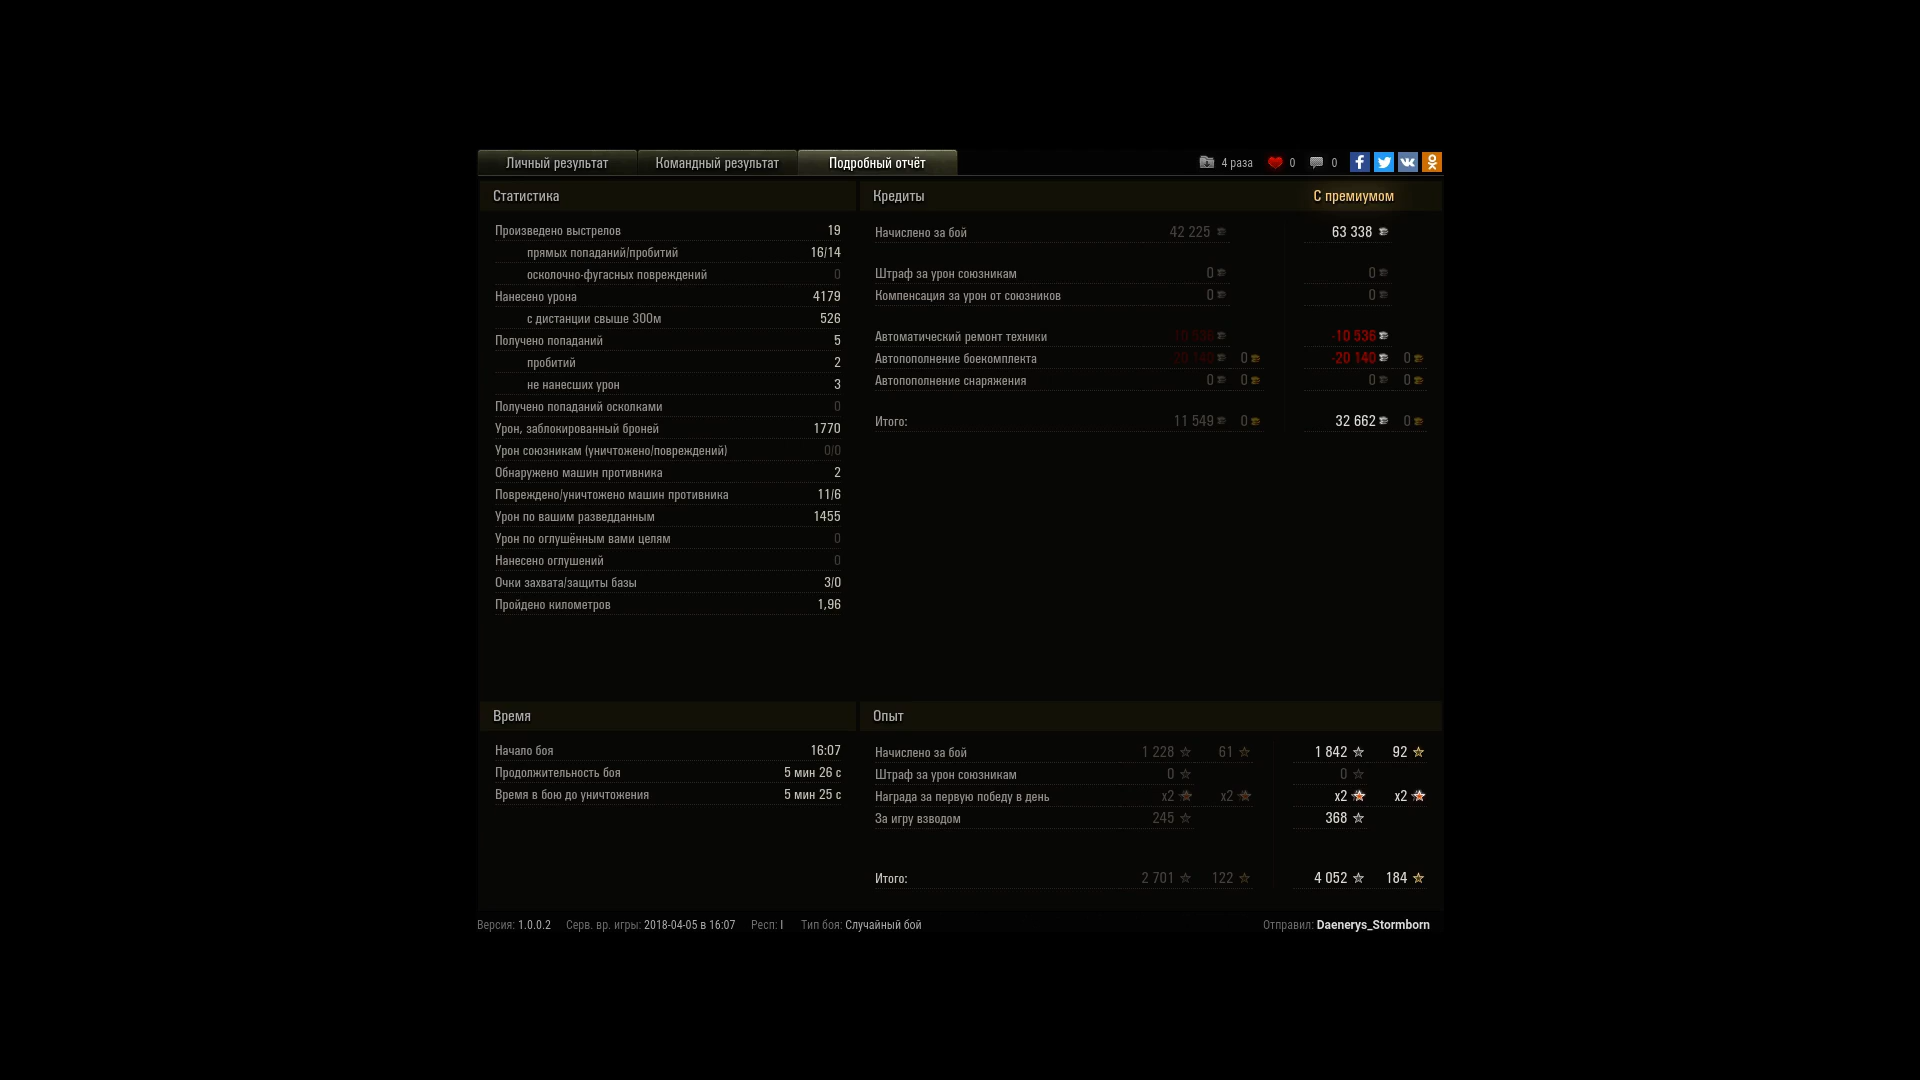 Личный результат Командный результат Подробный отчёт 4 раза 0 0
Статистика
Произведено выстрелов 19
прямых попаданий/пробитий 16/14
осколочно-фугасных повреждений 0
Нанесено урона 4179
с дистанции свыше 300м 526
Получено попаданий 5
пробитий 2
не нанесших урон 3
Получено попаданий осколками 0
Урон, заблокированный броней 1770
Урон союзникам (уничтожено/повреждений) 0/0
Обнаружено машин противника 2
Повреждено/уничтожено машин противника 11/6
Урон по вашим разведданным 1455
Урон по оглушённым вами целям 0
Нанесено оглушений 0
Очки захвата/защиты базы 3/0
Пройдено километров 1,96
Кредиты С премиумом
Начислено за бой 42 225 63 338
Штраф за урон союзникам 0 0
Компенсация за урон от союзников 0 0
Автоматический ремонт техники -10 536 -10 536
Автопополнение боекомплекта -20 140 0 -20 140 0
Автопополнение снаряжения 0 0 0 0
Итого: 11 549 0 32 662 0
Время
Начало боя 16:07
Продолжительность боя 5 мин 26 с
Время в бою до уничтожения 5 мин 25 с
Опыт
Начислено за бой 1 228 61 1 842 92
Штраф за урон союзникам 0 0
Награда за первую победу в день x2 x2 x2 x2
За игру взводом 245 368
Итого: 2 701 122 4 052 184
Версия: 1.0.0.2 Серв. вр. игры: 2018-04-05 в 16:07 Респ: I Тип боя: Случайный бой Отправил: Daenerys_Stormborn